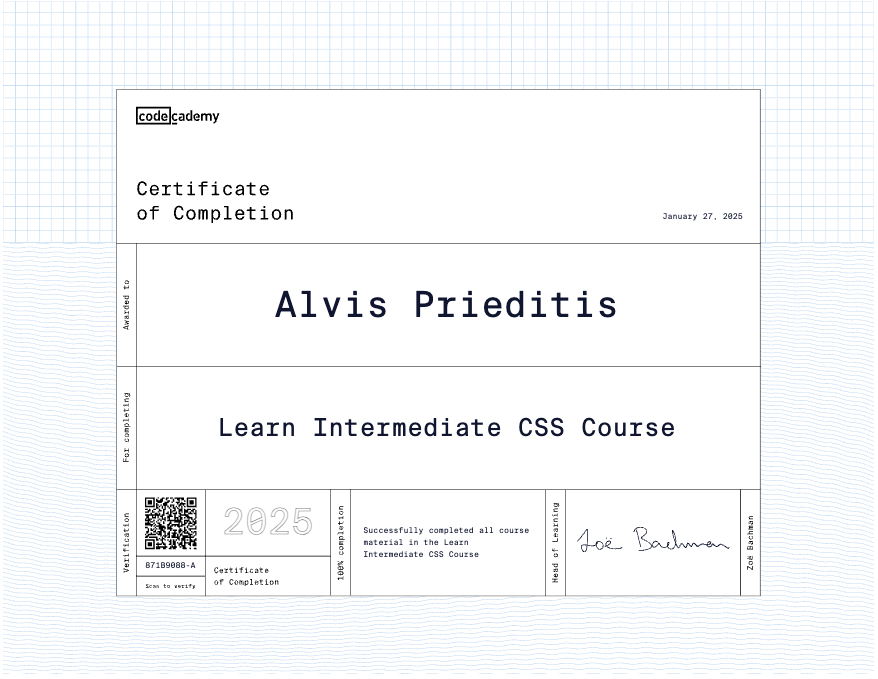 codecademy
Certificate
of Completion
January 27, 2025
Awarded to
Alvis Prieditis
For completing
Learn Intermediate CSS Course
Verification
871B9088-A
Scan to verify
2025
Certificate
of Completion
100% completion
Successfully completed all course
material in the Learn
Intermediate CSS Course
Head of Learning
Zoë Bachman
Zoë Bachman